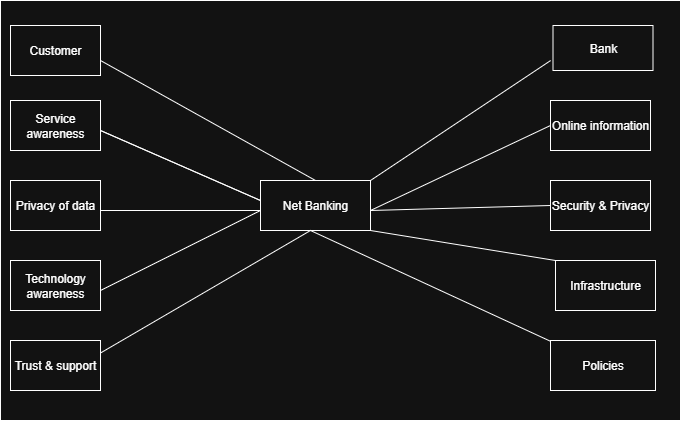 Customer
Service
awareness
Privacy of data
Technology
awareness
Trust & support
Net Banking
Bank
Online information
Security & Privacy
Infrastructure
Policies